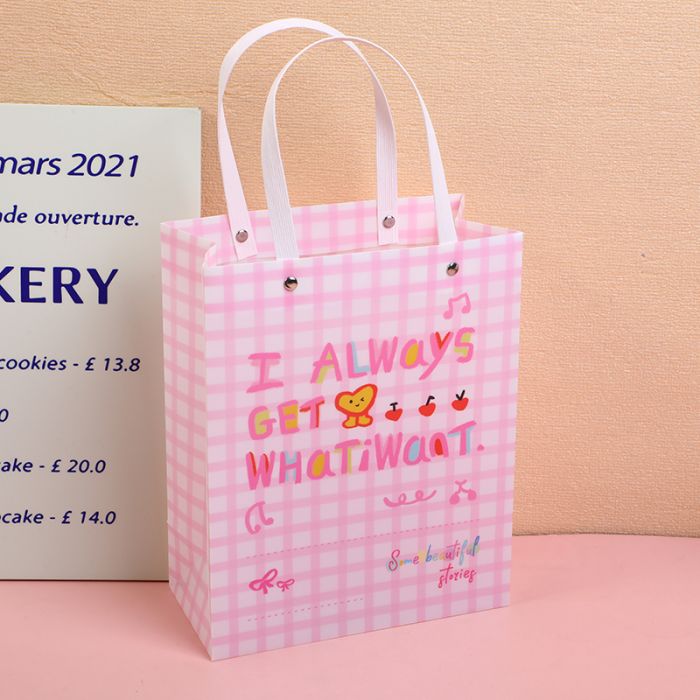 mars 2021
de ouverture.
KERY
cookies - £ 13.8
0
ake - £ 20.0
cake - £ 14.0
I ALWAYS
GET
WHATiWANT.
Some beautiful
stories